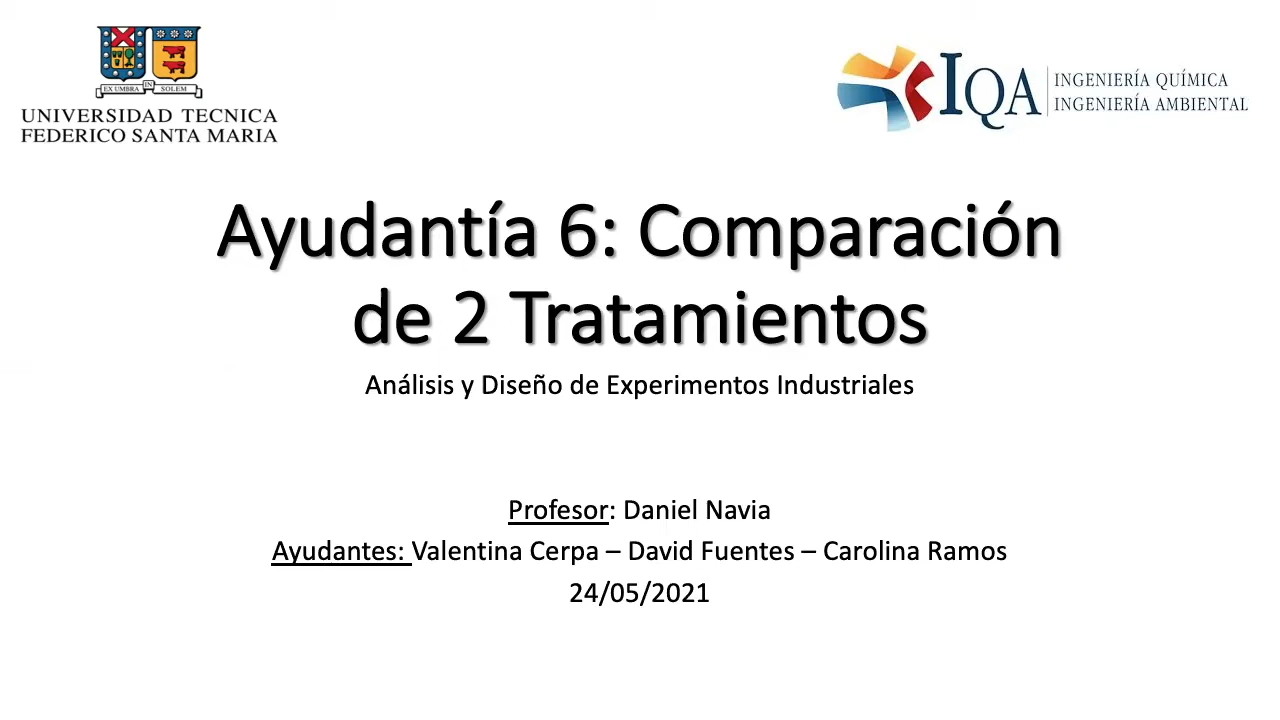 EX UMBRA IN SOLEM
UNIVERSIDAD TECNICA
FEDERICO SANTA MARIA
IQA
INGENIERÍA QUÍMICA
INGENIERÍA AMBIENTAL
Ayudantía 6: Comparación
de 2 Tratamientos
Análisis y Diseño de Experimentos Industriales
Profesor: Daniel Navia
Ayudantes: Valentina Cerpa – David Fuentes – Carolina Ramos
24/05/2021